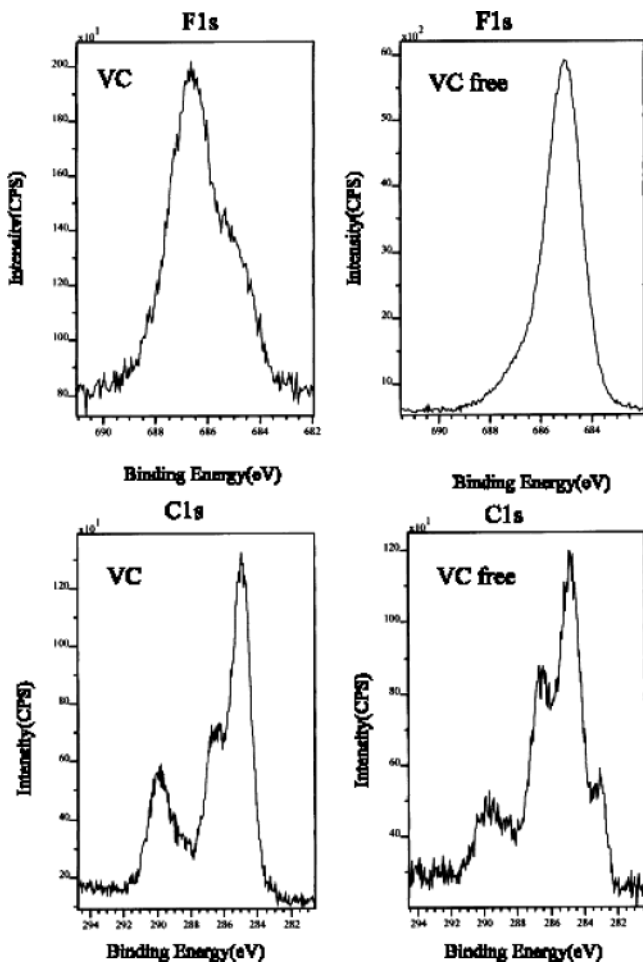 F1s
×10¹
VC
200
180
160
140
120
100
80
Intensity(CPS)
690 688 686 684 682
Binding Energy(eV)
F1s
×10²
VC free
60
50
40
30
20
10
Intensity(CPS)
690 688 686 684
Binding Energy(eV)
C1s
×10¹
VC
120
100
80
60
40
20
Intensity(CPS)
294 292 290 288 286 284 282
Binding Energy(eV)
C1s
×10¹
VC free
120
100
80
60
40
Intensity(CPS)
294 292 290 288 286 284 282
Binding Energy(eV)